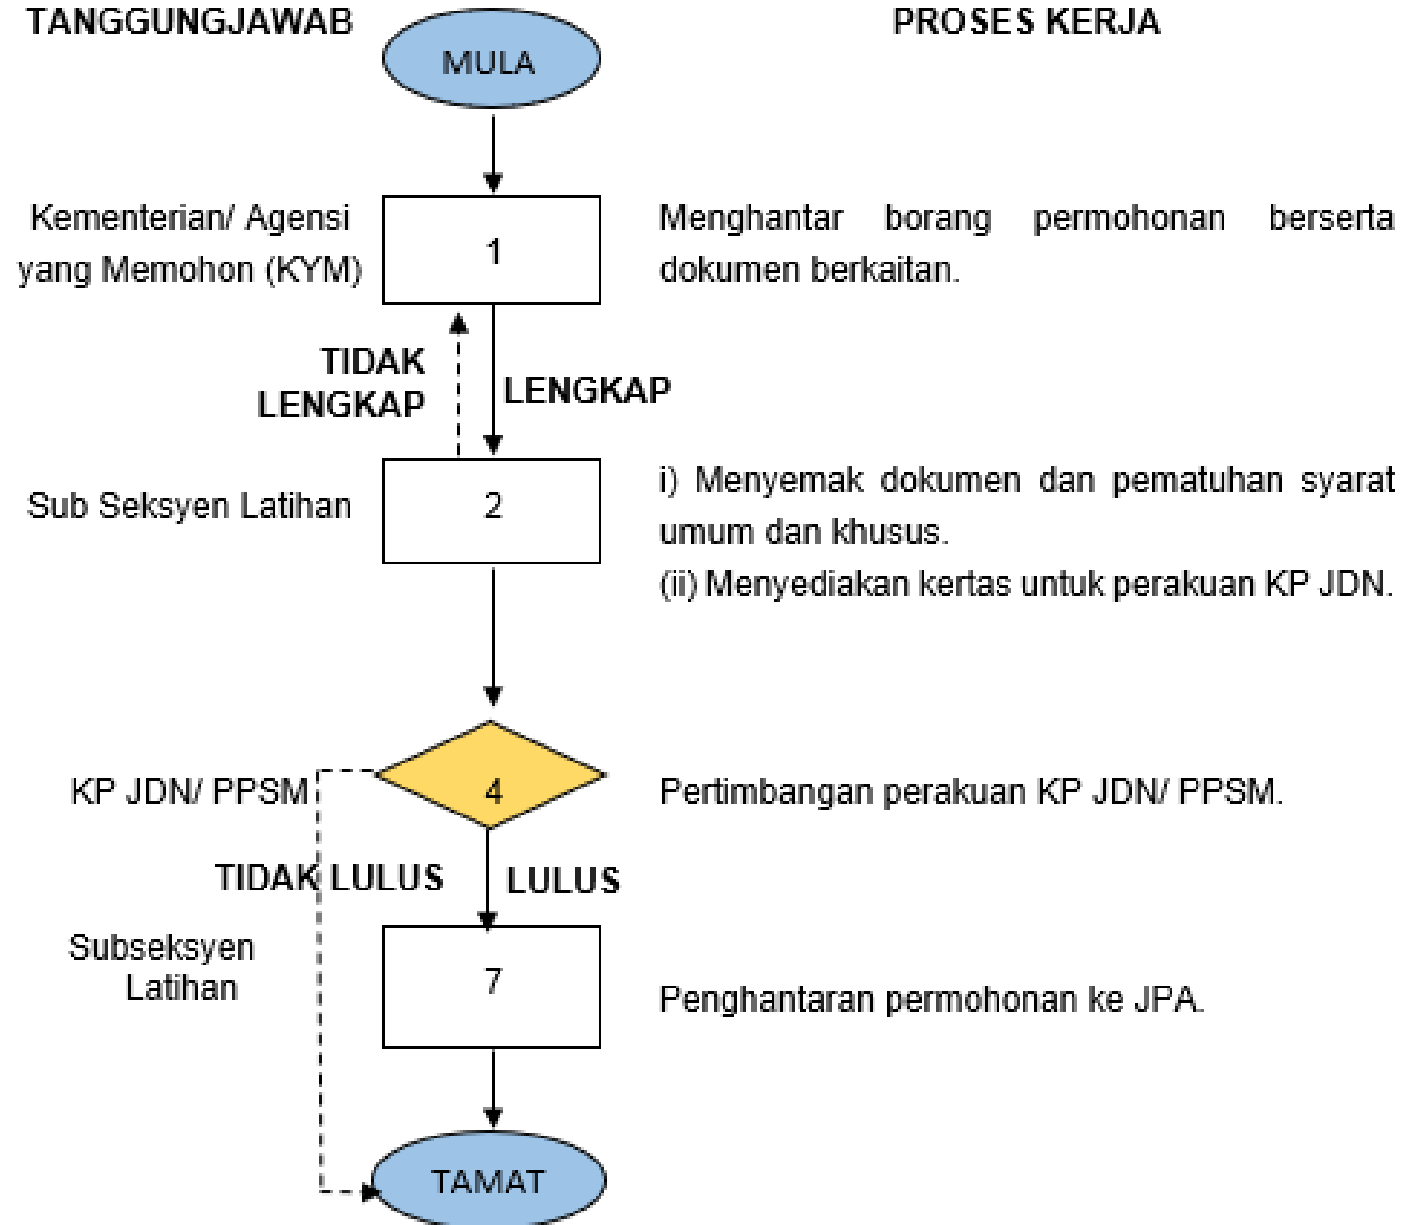 TANGGUNGJAWAB
PROSES KERJA
MULA
Kementerian/ Agensi
yang Memohon (KYM)
1
Menghantar borang permohonan berserta
dokumen berkaitan.
TIDAK
LENGKAP
LENGKAP
Sub Seksyen Latihan
2
i) Menyemak dokumen dan pematuhan syarat
umum dan khusus.
(ii) Menyediakan kertas untuk perakuan KP JDN.
KP JDN/ PPSM
4
Pertimbangan perakuan KP JDN/ PPSM.
TIDAK LULUS
LULUS
Subseksyen
Latihan
7
Penghantaran permohonan ke JPA.
TAMAT